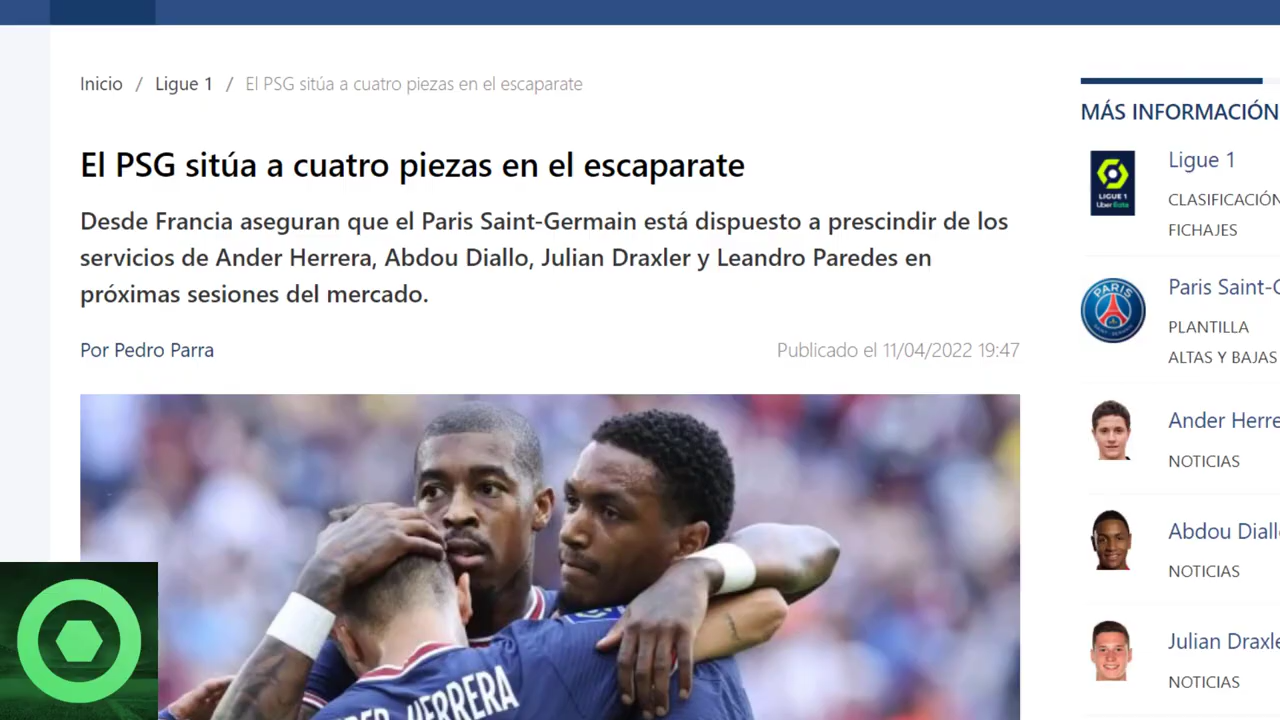 Inicio / Ligue 1 / El PSG sitúa a cuatro piezas en el escaparate
El PSG sitúa a cuatro piezas en el escaparate
Desde Francia aseguran que el Paris Saint-Germain está dispuesto a prescindir de los
servicios de Ander Herrera, Abdou Diallo, Julian Draxler y Leandro Paredes en
próximas sesiones del mercado.
Por Pedro Parra
Publicado el 11/04/2022 19:47
HERRERA
MÁS INFORMACIÓN
LIGUE 1
Uber Eats
Ligue 1
CLASIFICACIÓN
FICHAJES
PARIS
Paris Saint-G
PLANTILLA
ALTAS Y BAJAS
Ander Herre
NOTICIAS
Abdou Diall
NOTICIAS
Julian Draxle
NOTICIAS